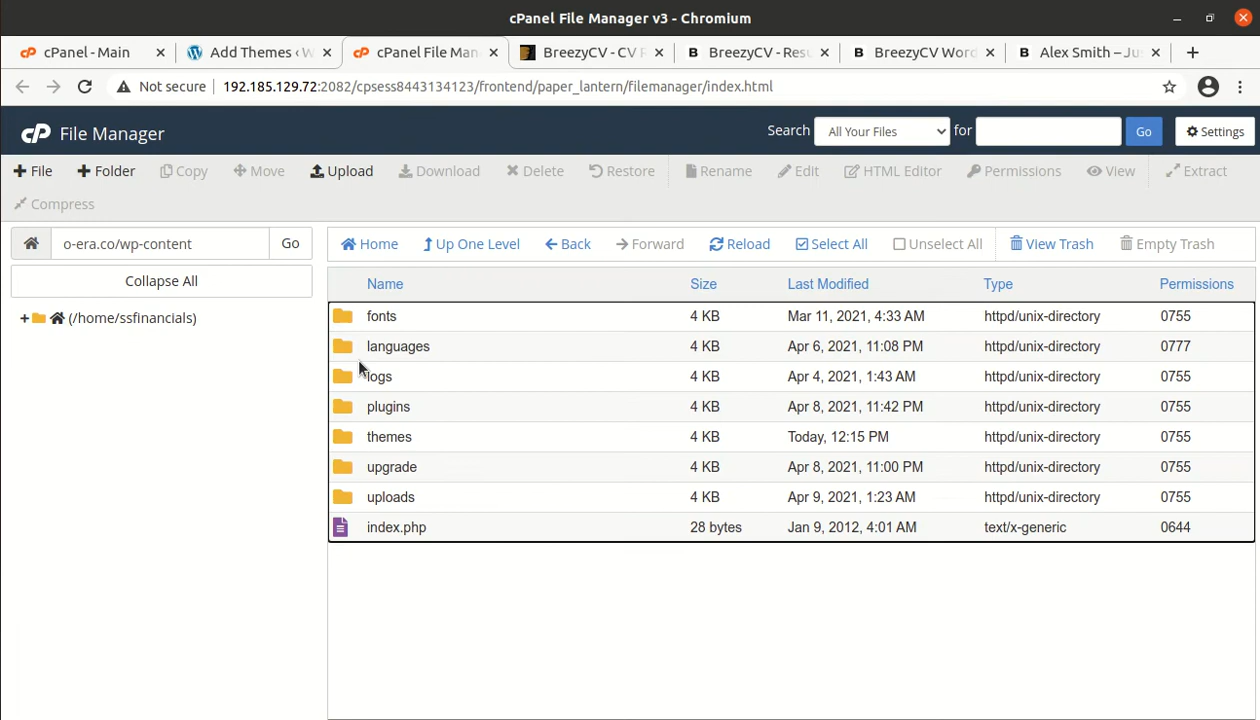 cPanel File Manager v3 - Chromium
cPanel - Main
Add Themes ‹ W
cPanel File Man
BreezyCV - CV R
BreezyCV - Resu
BreezyCV Word
Alex Smith – Jus
Not secure 192.185.129.72:2082/cpsess8443134123/frontend/paper_lantern/filemanager/index.html
cP File Manager
Search All Your Files for Go Settings
File Folder Copy Move Upload Download Delete Restore Rename Edit HTML Editor Permissions View Extract
Compress
o-era.co/wp-content Go
Home Up One Level Back Forward Reload Select All Unselect All View Trash Empty Trash
Collapse All
(/home/ssfinancials)
Name Size Last Modified Type Permissions
fonts 4 KB Mar 11, 2021, 4:33 AM httpd/unix-directory 0755
languages 4 KB Apr 6, 2021, 11:08 PM httpd/unix-directory 0777
logs 4 KB Apr 4, 2021, 1:43 AM httpd/unix-directory 0755
plugins 4 KB Apr 8, 2021, 11:42 PM httpd/unix-directory 0755
themes 4 KB Today, 12:15 PM httpd/unix-directory 0755
upgrade 4 KB Apr 8, 2021, 11:00 PM httpd/unix-directory 0755
uploads 4 KB Apr 9, 2021, 1:23 AM httpd/unix-directory 0755
index.php 28 bytes Jan 9, 2012, 4:01 AM text/x-generic 0644